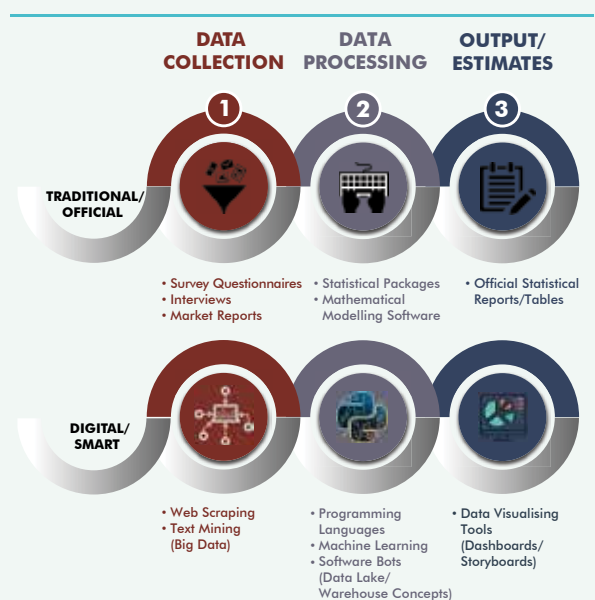 DATA
COLLECTION
DATA
PROCESSING
OUTPUT/
ESTIMATES
1
2
3
TRADITIONAL/
OFFICIAL
• Survey Questionnaires
• Interviews
• Market Reports
• Statistical Packages
• Mathematical
Modelling Software
• Official Statistical
Reports/Tables
DIGITAL/
SMART
• Web Scraping
• Text Mining
(Big Data)
• Programming
Languages
• Machine Learning
• Software Bots
(Data Lake/
Warehouse Concepts)
• Data Visualising
Tools
(Dashboards/
Storyboards)